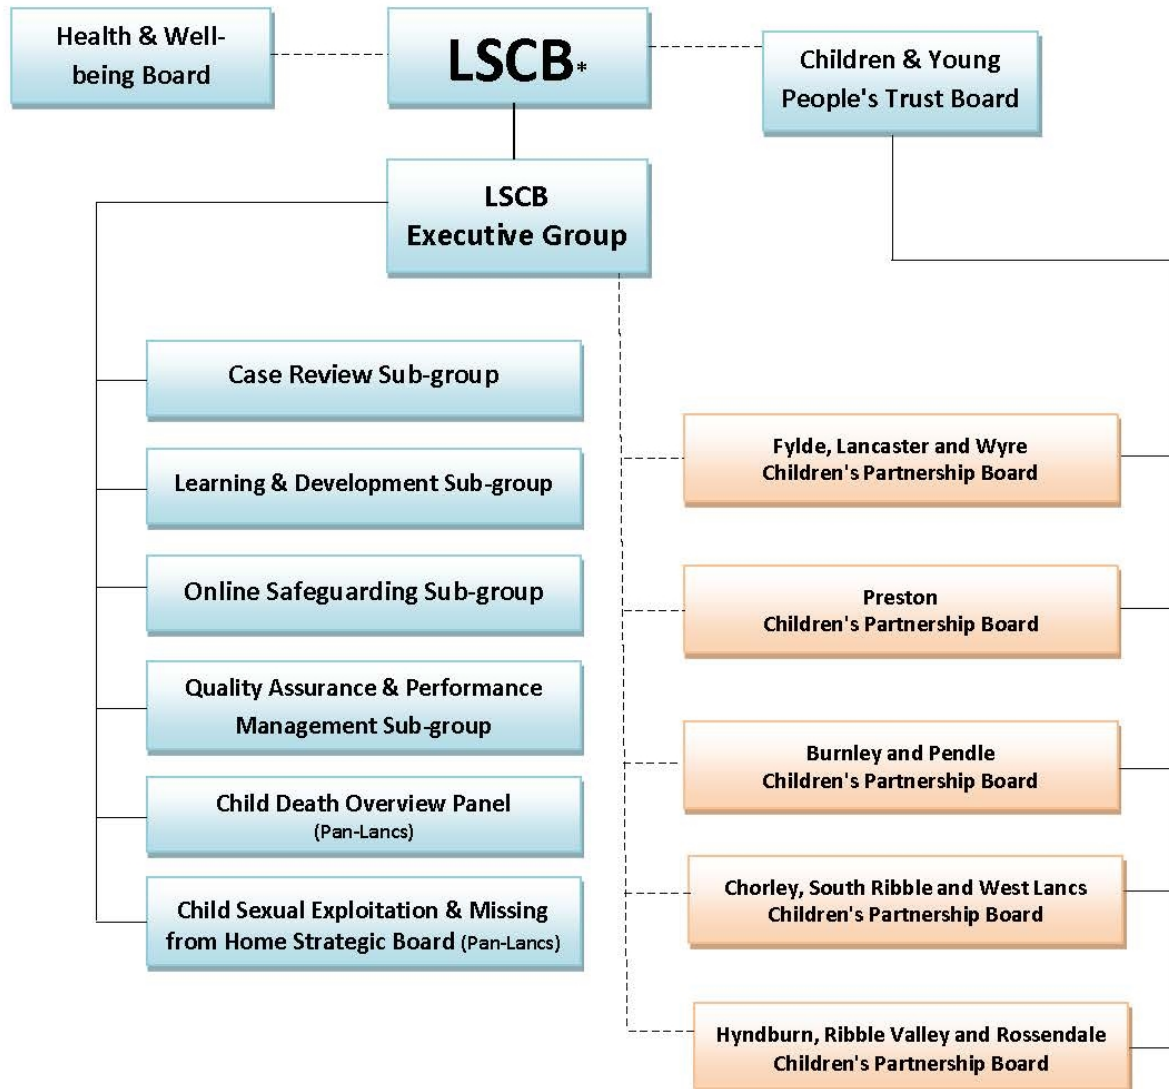 Health & Well-
being Board
LSCB*
Children & Young
People's Trust Board
LSCB
Executive Group
Case Review Sub-group
Learning & Development Sub-group
Online Safeguarding Sub-group
Quality Assurance & Performance
Management Sub-group
Child Death Overview Panel
(Pan-Lancs)
Child Sexual Exploitation & Missing
from Home Strategic Board (Pan-Lancs)
Fylde, Lancaster and Wyre
Children's Partnership Board
Preston
Children's Partnership Board
Burnley and Pendle
Children's Partnership Board
Chorley, South Ribble and West Lancs
Children's Partnership Board
Hyndburn, Ribble Valley and Rossendale
Children's Partnership Board